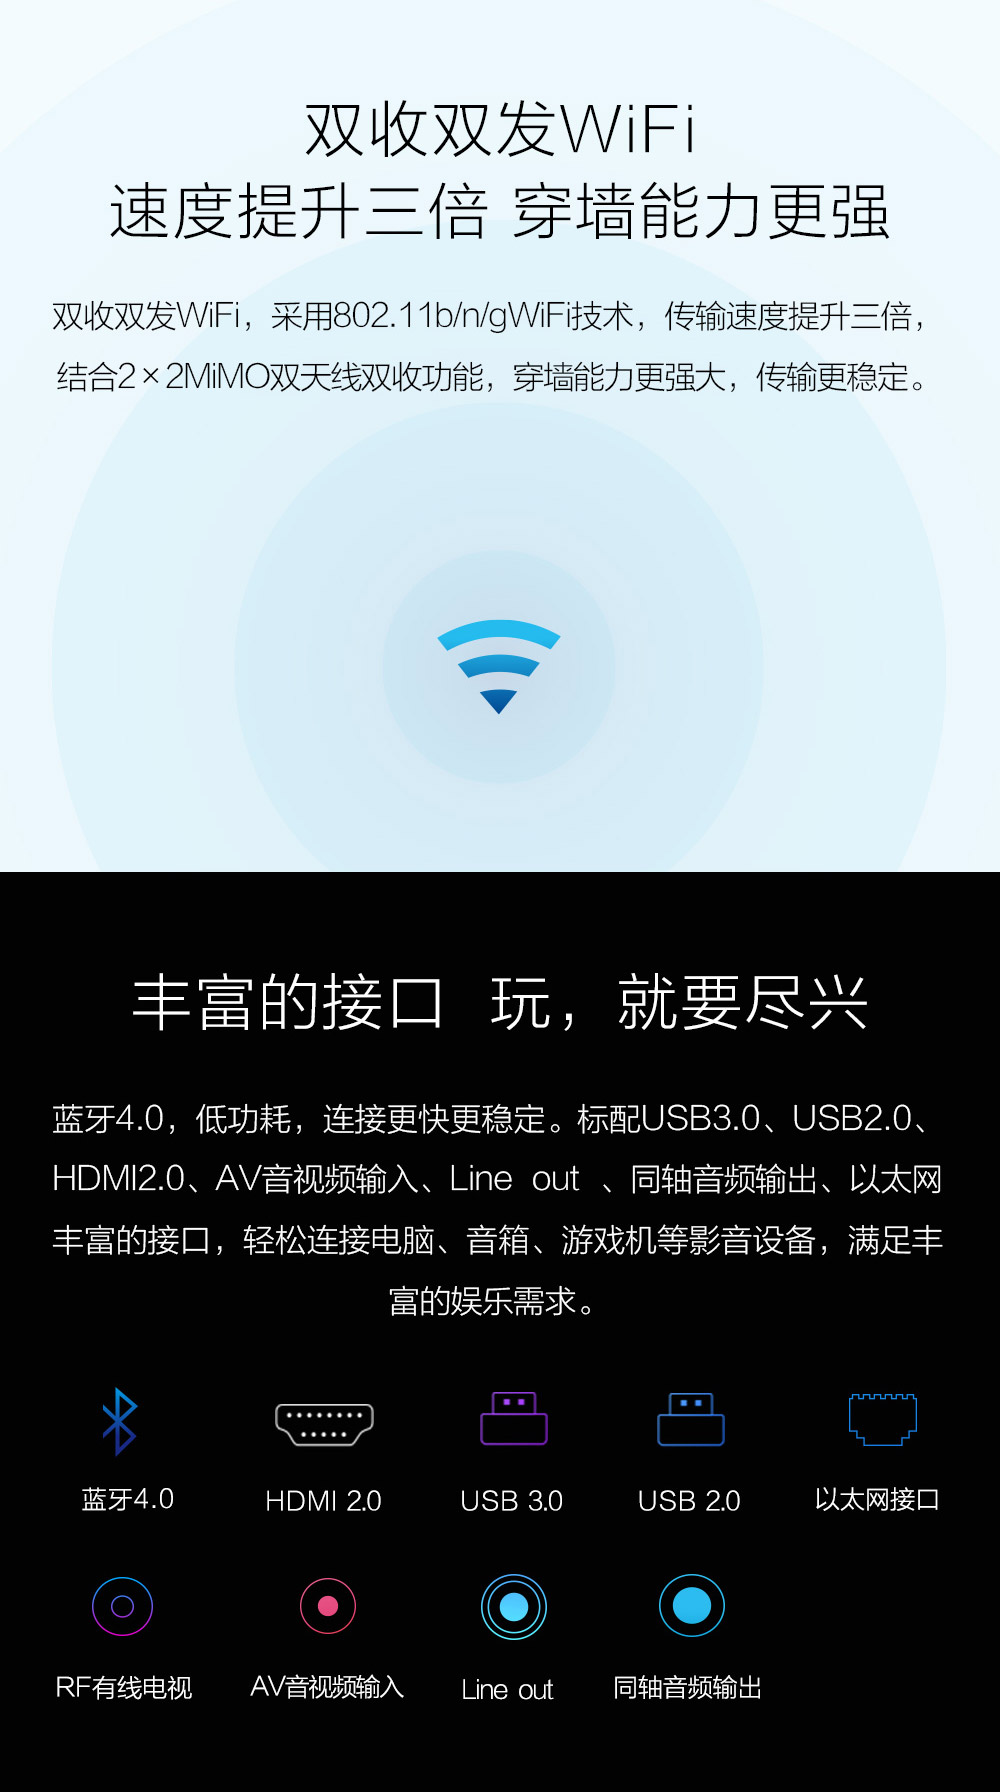 双收双发WiFi
速度提升三倍 穿墙能力更强
双收双发WiFi，采用802.11b/n/gWiFi技术，传输速度提升三倍，
结合2×2MiMO双天线双收功能，穿墙能力更强大，传输更稳定。
丰富的接口 玩，就要尽兴
蓝牙4.0，低功耗，连接更快更稳定。标配USB3.0、USB2.0、
HDMI2.0、AV音视频输入、Line out 、同轴音频输出、以太网
丰富的接口，轻松连接电脑、音箱、游戏机等影音设备，满足丰
富的娱乐需求。
蓝牙4.0 HDMI 2.0 USB 3.0 USB 2.0 以太网接口
RF有线电视 AV音视频输入 Line out 同轴音频输出